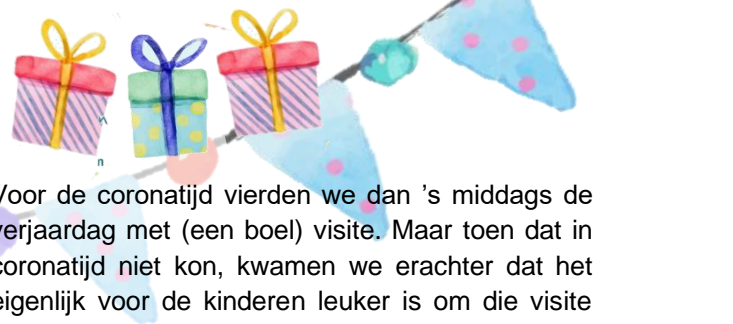 Voor de coronatijd vierden we dan ’s middags de
verjaardag met (een boel) visite. Maar toen dat in
coronatijd niet kon, kwamen we erachter dat het
eigenlijk voor de kinderen leuker is om die visite